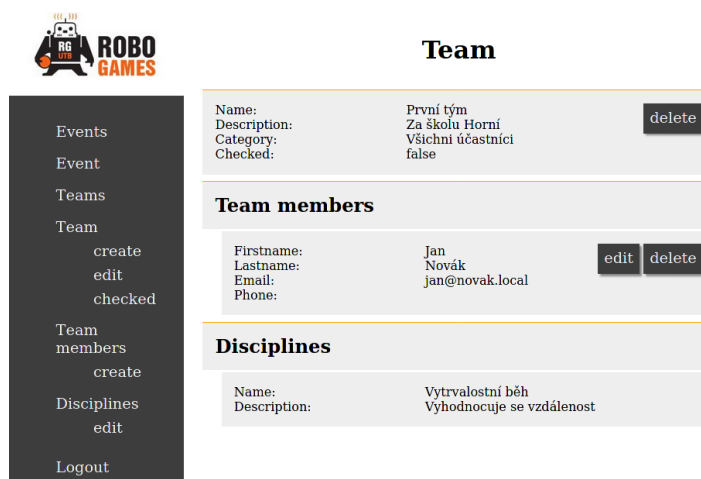 RG
UTB
ROBO
GAMES
Team
Events
Event
Teams
Team
create
edit
checked
Team
members
create
Disciplines
edit
Logout
Name: První tým
Description: Za školu Horní
Category: Všichni účastníci
Checked: false
delete
Team members
Firstname: Jan
Lastname: Novák
Email: jan@novak.local
Phone:
edit delete
Disciplines
Name: Vytrvalostní běh
Description: Vyhodnocuje se vzdálenost